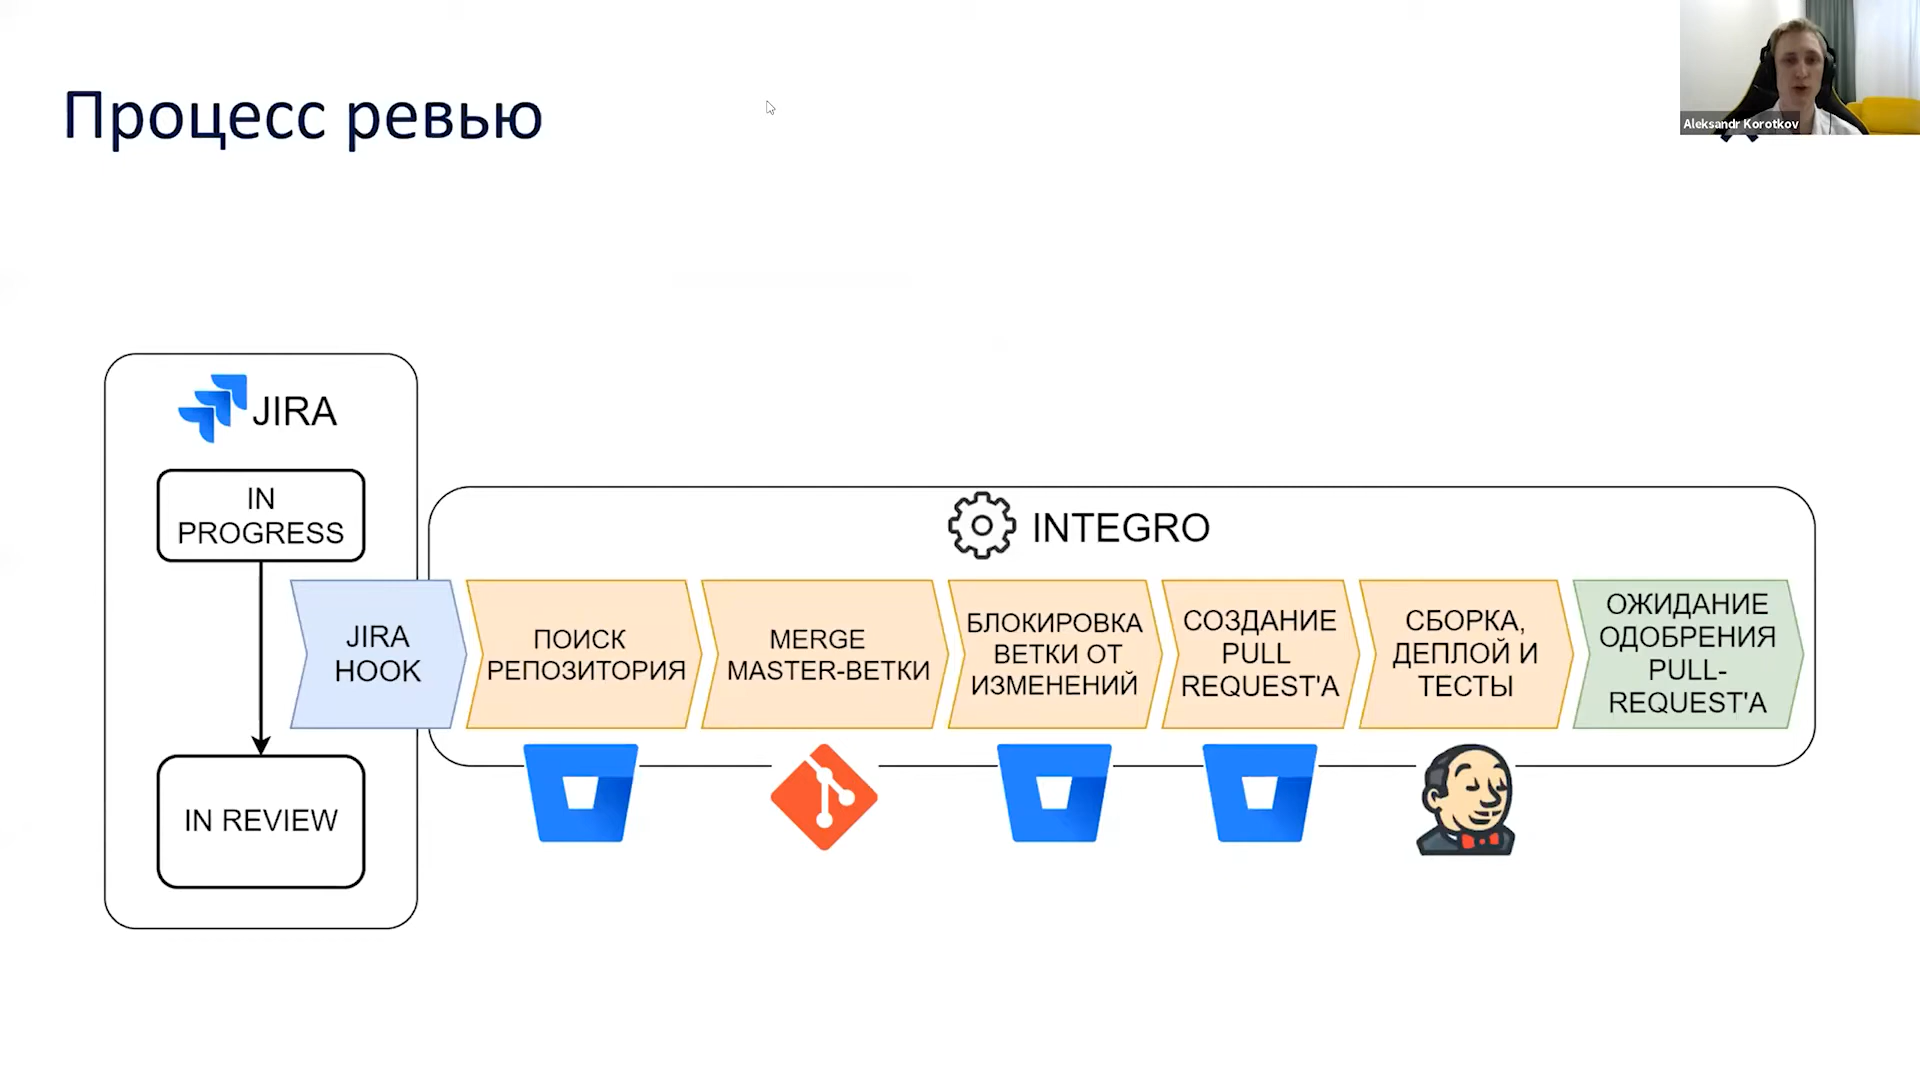 Процесс ревью
Aleksandr Korotkov
JIRA
IN
PROGRESS
IN REVIEW
INTEGRO
JIRA
HOOK
ПОИСК
РЕПОЗИТОРИЯ
MERGE
MASTER-ВЕТКИ
БЛОКИРОВКА
ВЕТКИ ОТ
ИЗМЕНЕНИЙ
СОЗДАНИЕ
PULL
REQUEST'А
СБОРКА,
ДЕПЛОЙ И
ТЕСТЫ
ОЖИДАНИЕ
ОДОБРЕНИЯ
PULL-
REQUEST'А